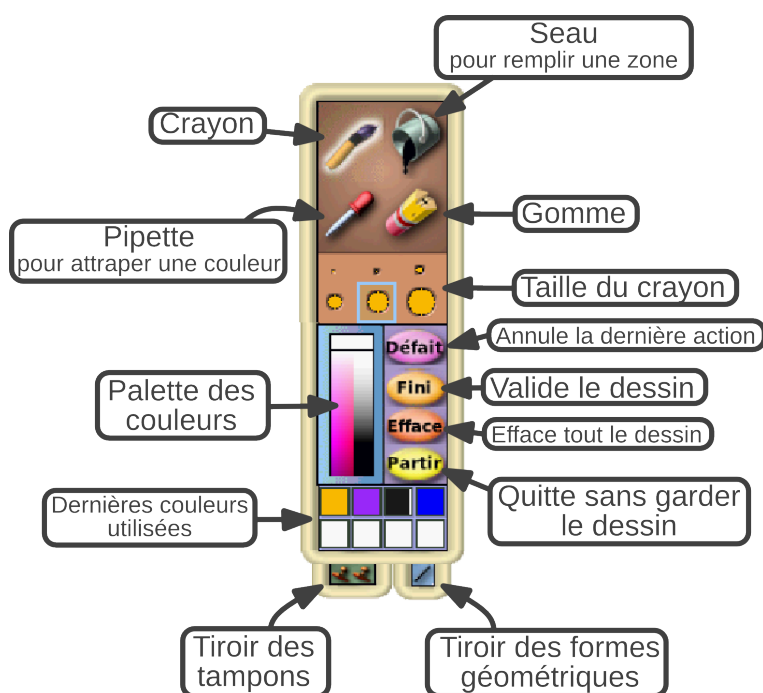 Seau
pour remplir une zone
Crayon
Pipette
pour attraper une couleur
Gomme
Taille du crayon
Défait
Annule la dernière action
Palette des
couleurs
Fini
Valide le dessin
Efface
Efface tout le dessin
Partir
Quitte sans garder
le dessin
Dernières couleurs
utilisées
Tiroir des
tampons
Tiroir des formes
géométriques